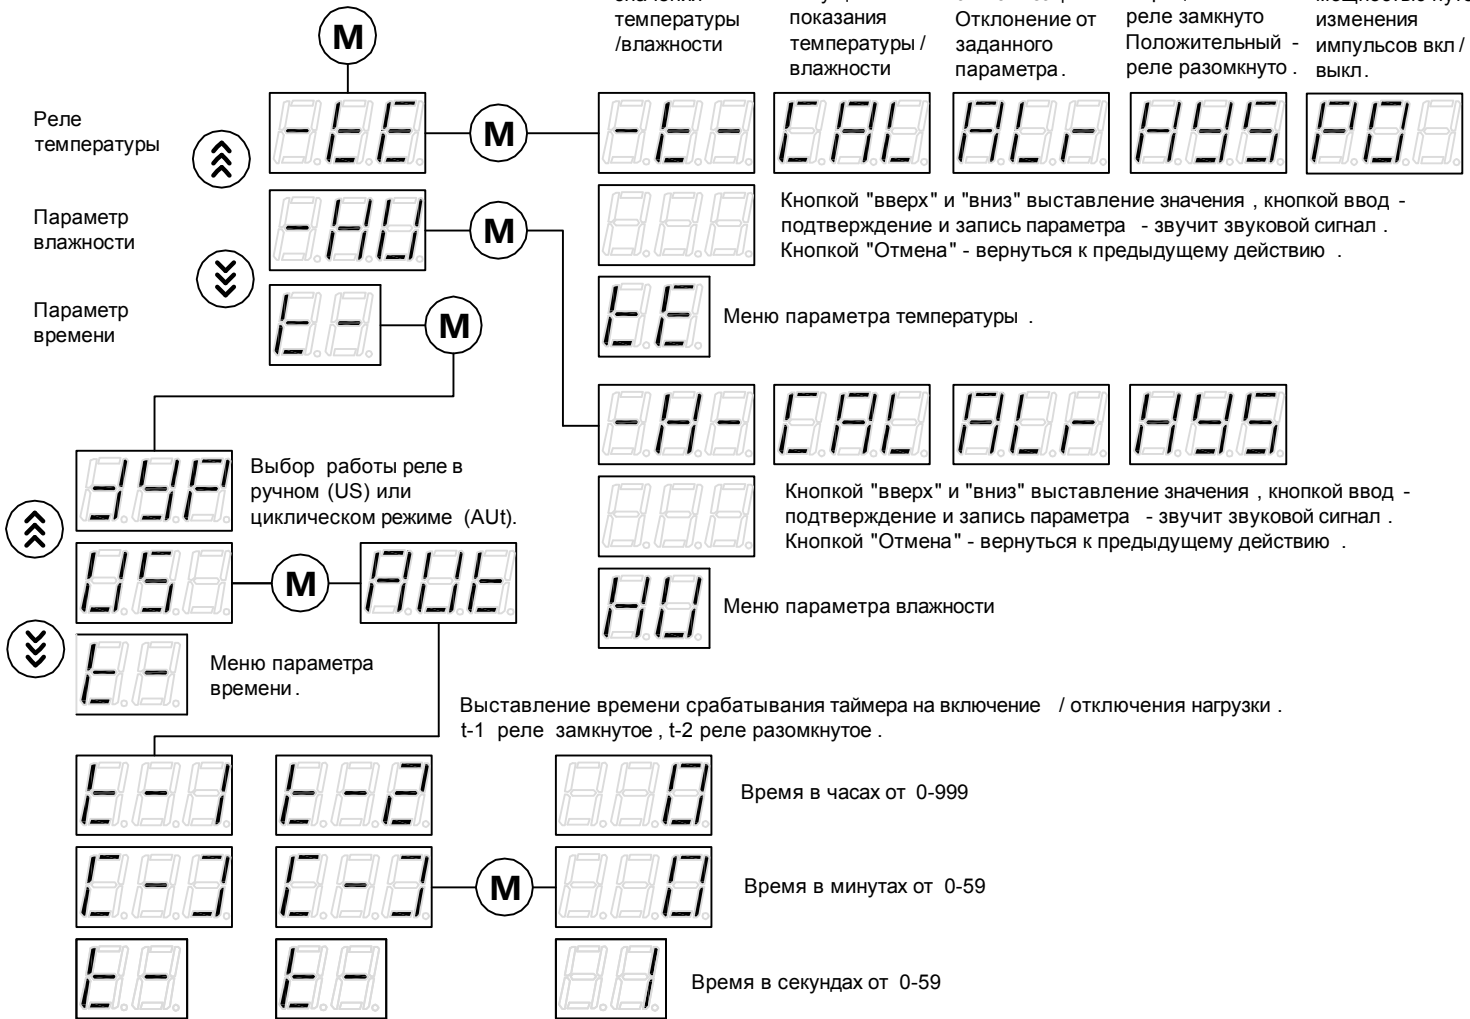 температуры
/влажности
показания
температуры /
влажности
Отклонение от
заданного
параметра.
реле замкнуто
Положительный -
реле разомкнуто.
изменения
импульсов вкл /
выкл.
M
Реле
температуры
-tE
M
-t-
CAL
ALr
HYS
PO
Параметр
влажности
-HU
M
Кнопкой "вверх" и "вниз" выставление значения , кнопкой ввод -
подтверждение и запись параметра - звучит звуковой сигнал .
Кнопкой "Отмена" - вернуться к предыдущему действию .
Параметр
времени
t-
M
tE
Меню параметра температуры .
-H-
CAL
ALr
HYS
Выбор работы реле в
ручном (US) или
циклическом режиме (AUt).
Кнопкой "вверх" и "вниз" выставление значения , кнопкой ввод -
подтверждение и запись параметра - звучит звуковой сигнал .
Кнопкой "Отмена" - вернуться к предыдущему действию .
US
M
AUt
HU
Меню параметра влажности
t-
Меню параметра
времени .
Выставление времени срабатывания таймера на включение / отключения нагрузки .
t-1 реле замкнутое , t-2 реле разомкнутое .
t-1
t-2
0
Время в часах от 0-999
M
0
Время в минутах от 0-59
t-
t-
1
Время в секундах от 0-59